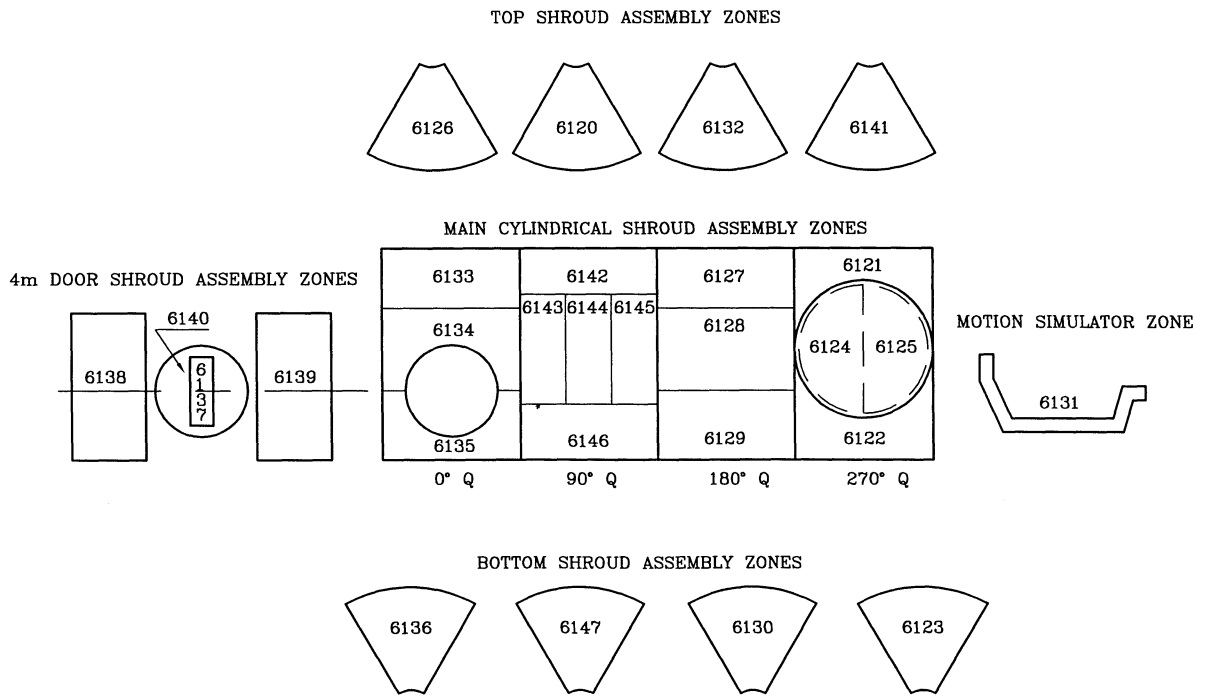 TOP SHROUD ASSEMBLY ZONES
6126 6120 6132 6141
MAIN CYLINDRICAL SHROUD ASSEMBLY ZONES
4m DOOR SHROUD ASSEMBLY ZONES
6140
6138
6
1
3
7
6139
6133 6142 6127 6121
6143 6144 6145
6134 6128
6124 6125
6135 6146 6129 6122
0° Q 90° Q 180° Q 270° Q
MOTION SIMULATOR ZONE
6131
BOTTOM SHROUD ASSEMBLY ZONES
6136 6147 6130 6123